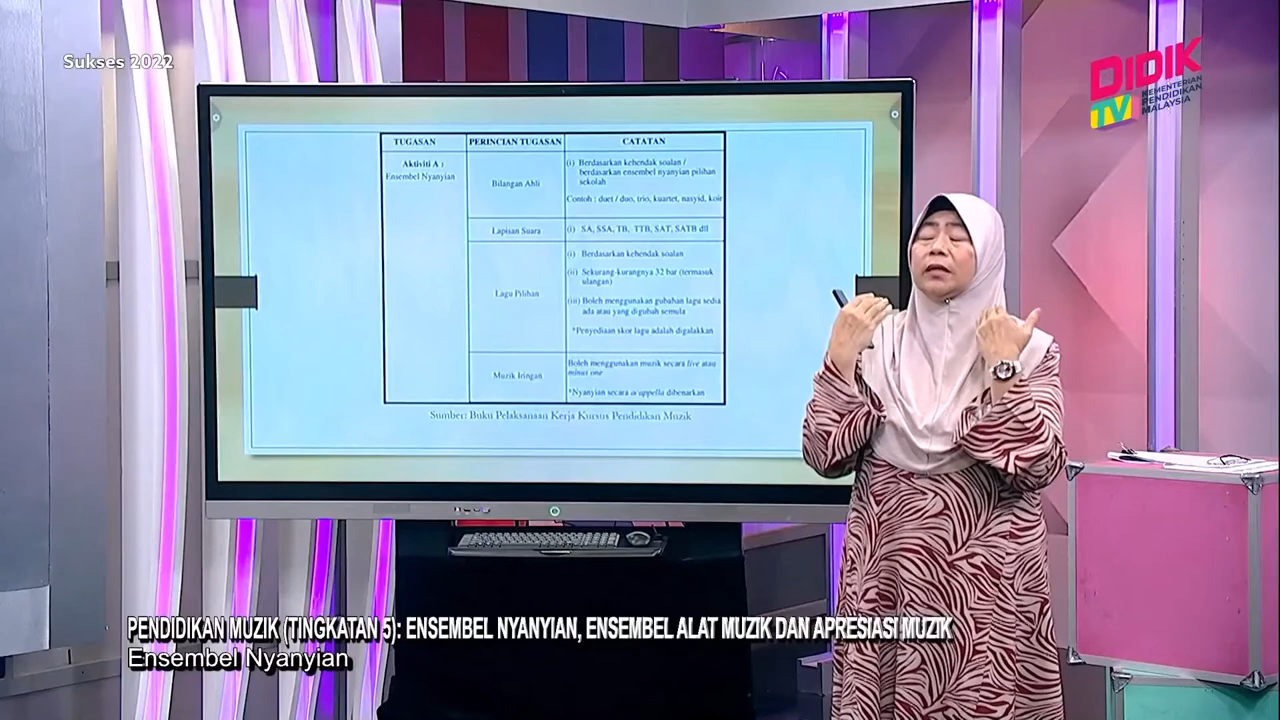 Sukses 2022
DIDIK
TV
KEMENTERIAN
PENDIDIKAN
MALAYSIA
TUGASAN
PERINCIAN TUGASAN
CATATAN
Aktiviti A :
Ensembel Nyanyian
Bilangan Ahli
(i) Berdasarkan kehendak soalan /
berdasarkan ensembel nyanyian pilihan
sekolah
Contoh : duet / duo, trio, kuartet, nasyid, koir
Lapisan Suara
(i) SA, SSA, TB, TTB, SAT, SATB dll
Lagu Pilihan
(i) Berdasarkan kehendak soalan
(ii) Sekurang-kurangnya 32 bar (termasuk
ulangan)
(iii) Boleh menggunakan gubahan lagu sedia
ada atau yang digubah semula
*Penyediaan skor lagu adalah digalakkan
Muzik Iringan
Boleh menggunakan muzik secara live atau
minus one
*Nyanyian secara acappella dibenarkan
Sumber: Buku Pelaksanaan Kerja Kursus Pendidikan Muzik
PENDIDIKAN MUZIK (TINGKATAN 5): ENSEMBEL NYANYIAN, ENSEMBEL ALAT MUZIK DAN APRESIASI MUZIK
Ensembel Nyanyian